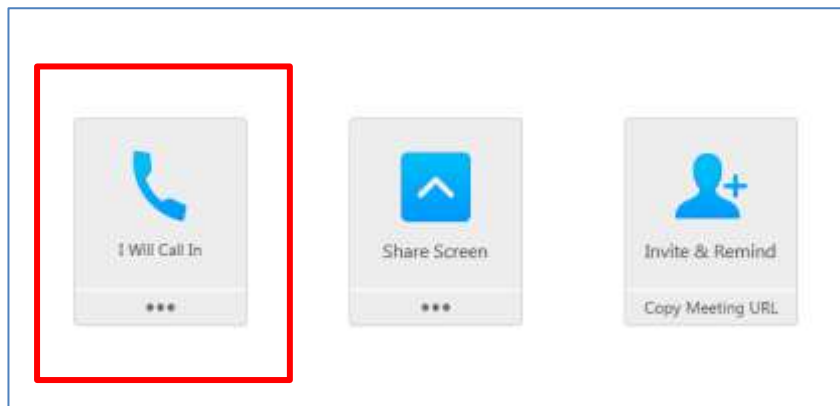 I Will Call In
•••
Share Screen
•••
Invite & Remind
Copy Meeting URL